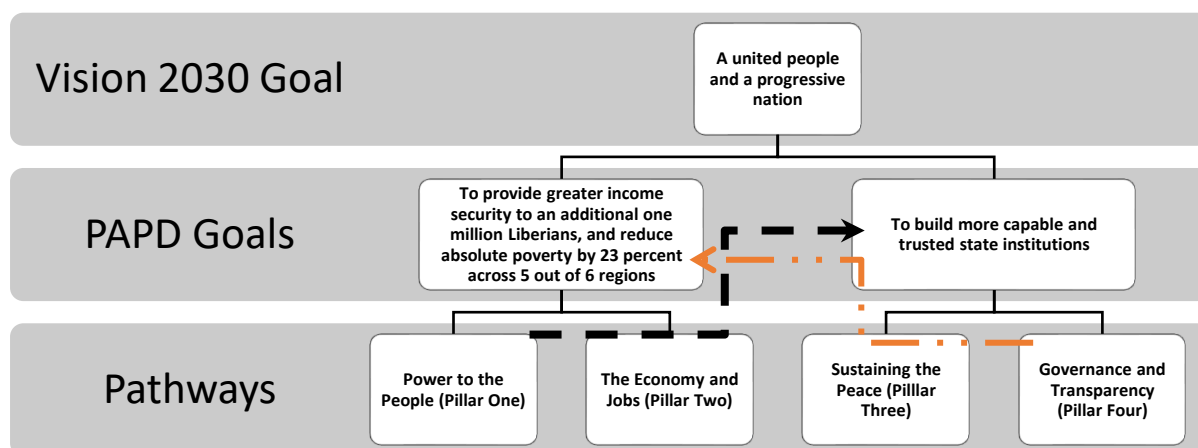 Vision 2030 Goal
A united people
and a progressive
nation
PAPD Goals
To provide greater income
security to an additional one
million Liberians, and reduce
absolute poverty by 23 percent
across 5 out of 6 regions
To build more capable and
trusted state institutions
Pathways
Power to the
People (Pillar One)
The Economy and
Jobs (Pillar Two)
Sustaining the
Peace (Pilllar
Three)
Governance and
Transparency
(Pillar Four)